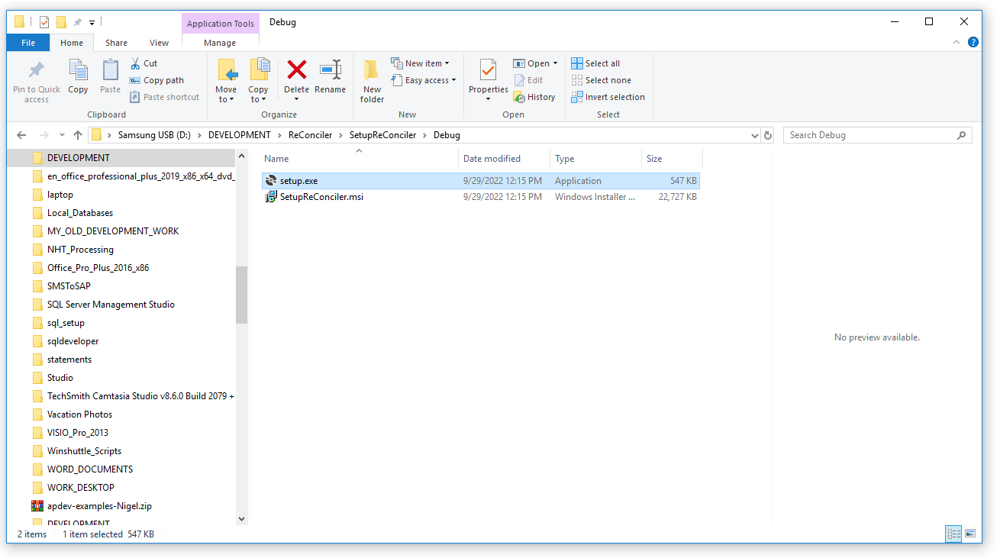 Application Tools
Debug
File
Home
Share
View
Manage
Pin to Quick access
Copy
Paste
Cut
Copy path
Paste shortcut
Clipboard
Move to
Copy to
Delete
Rename
Organize
New folder
New item
Easy access
New
Properties
Open
Edit
History
Open
Select all
Select none
Invert selection
Select
Samsung USB (D:) > DEVELOPMENT > ReConciler > SetupReConciler > Debug
Search Debug
DEVELOPMENT
en_office_professional_plus_2019_x86_x64_dvd_
laptop
Local_Databases
MY_OLD_DEVELOPMENT_WORK
NHT_Processing
Office_Pro_Plus_2016_x86
SMSToSAP
SQL Server Management Studio
sql_setup
sqldeveloper
statements
Studio
TechSmith Camtasia Studio v8.6.0 Build 2079 +
Vacation Photos
VISIO_Pro_2013
Winshuttle_Scripts
WORD_DOCUMENTS
WORK_DESKTOP
apdev-examples-Nigel.zip
DEVELOPMENT
Name Date modified Type Size
setup.exe 9/29/2022 12:15 PM Application 547 KB
SetupReConciler.msi 9/29/2022 12:15 PM Windows Installer ... 22,727 KB
No preview available.
2 items 1 item selected 547 KB